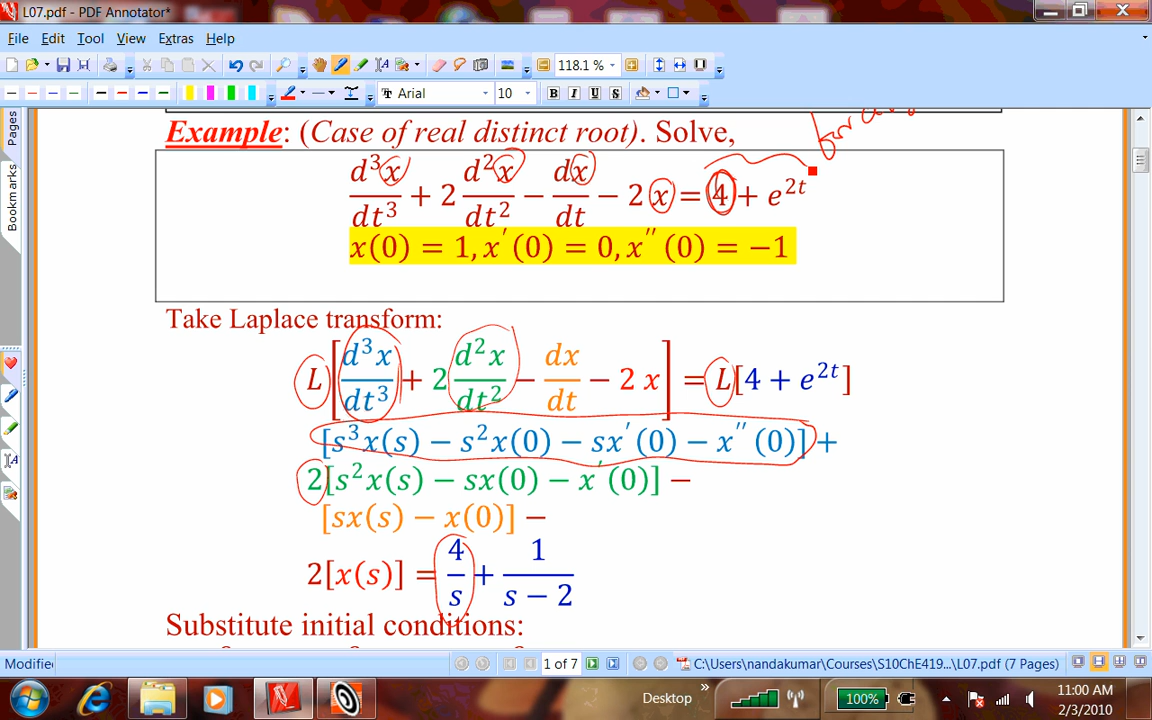 L07.pdf - PDF Annotator*
File Edit Tool View Extras Help
118.1 %
Arial 10 B I U S
Pages
Bookmarks
Example: (Case of real distinct root). Solve,
d³x/dt³ + 2 d²x/dt² − dx/dt − 2 x = 4 + e^{2t}
x(0) = 1, x′(0) = 0, x″(0) = −1
Take Laplace transform:
L[d³x/dt³ + 2 d²x/dt² − dx/dt − 2 x] = L[4 + e^{2t}]
[s³x(s) − s²x(0) − sx′(0) − x″(0)] +
2[s²x(s) − sx(0) − x′(0)] −
[sx(s) − x(0)] −
2[x(s)] = 4/s + 1/(s − 2)
Substitute initial conditions:
Modifie 1 of 7 C:\Users\nandakumar\Courses\S10ChE419...\L07.pdf (7 Pages)
Desktop » 100% 11:00 AM
2/3/2010